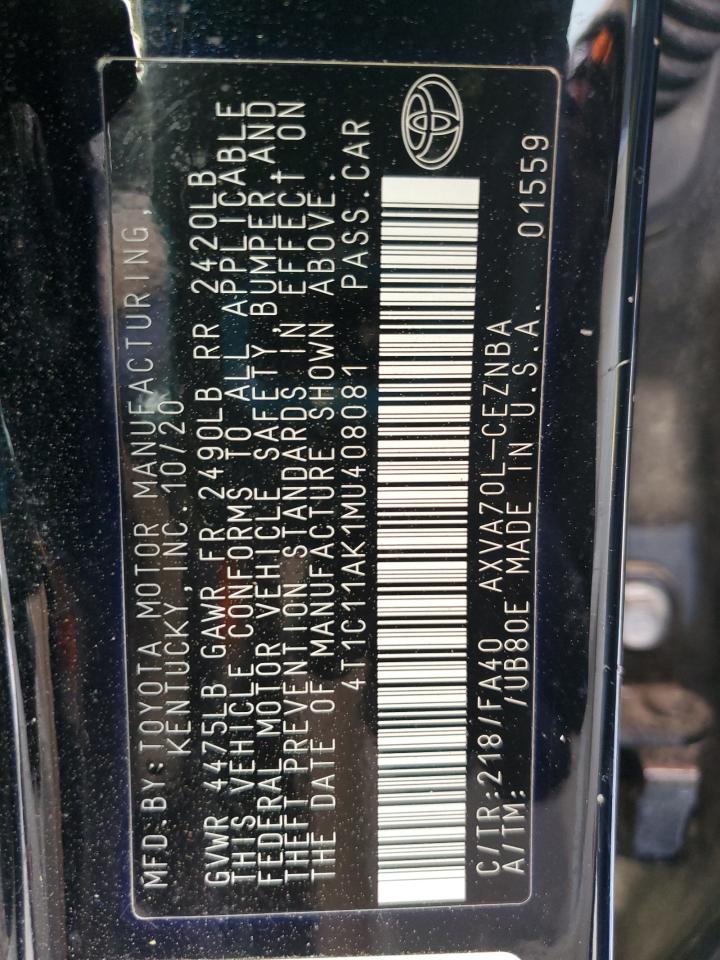 MFD.BY: TOYOTA MOTOR MANUFACTURING,
KENTUCKY, INC. 10/20
GVWR 4475LB GAWR FR 2490LB RR 2420LB
THIS VEHICLE CONFORMS TO ALL APPLICABLE
FEDERAL MOTOR VEHICLE SAFETY, BUMPER, AND
THEFT PREVENTION STANDARDS IN EFFECT ON
THE DATE OF MANUFACTURE SHOWN ABOVE.
4T1C11AK1MU408081 PASS.CAR
C/TR:218/FA40 AXVA70L-CEZNBA
A/TM: /UB80E MADE IN U.S.A. 01559